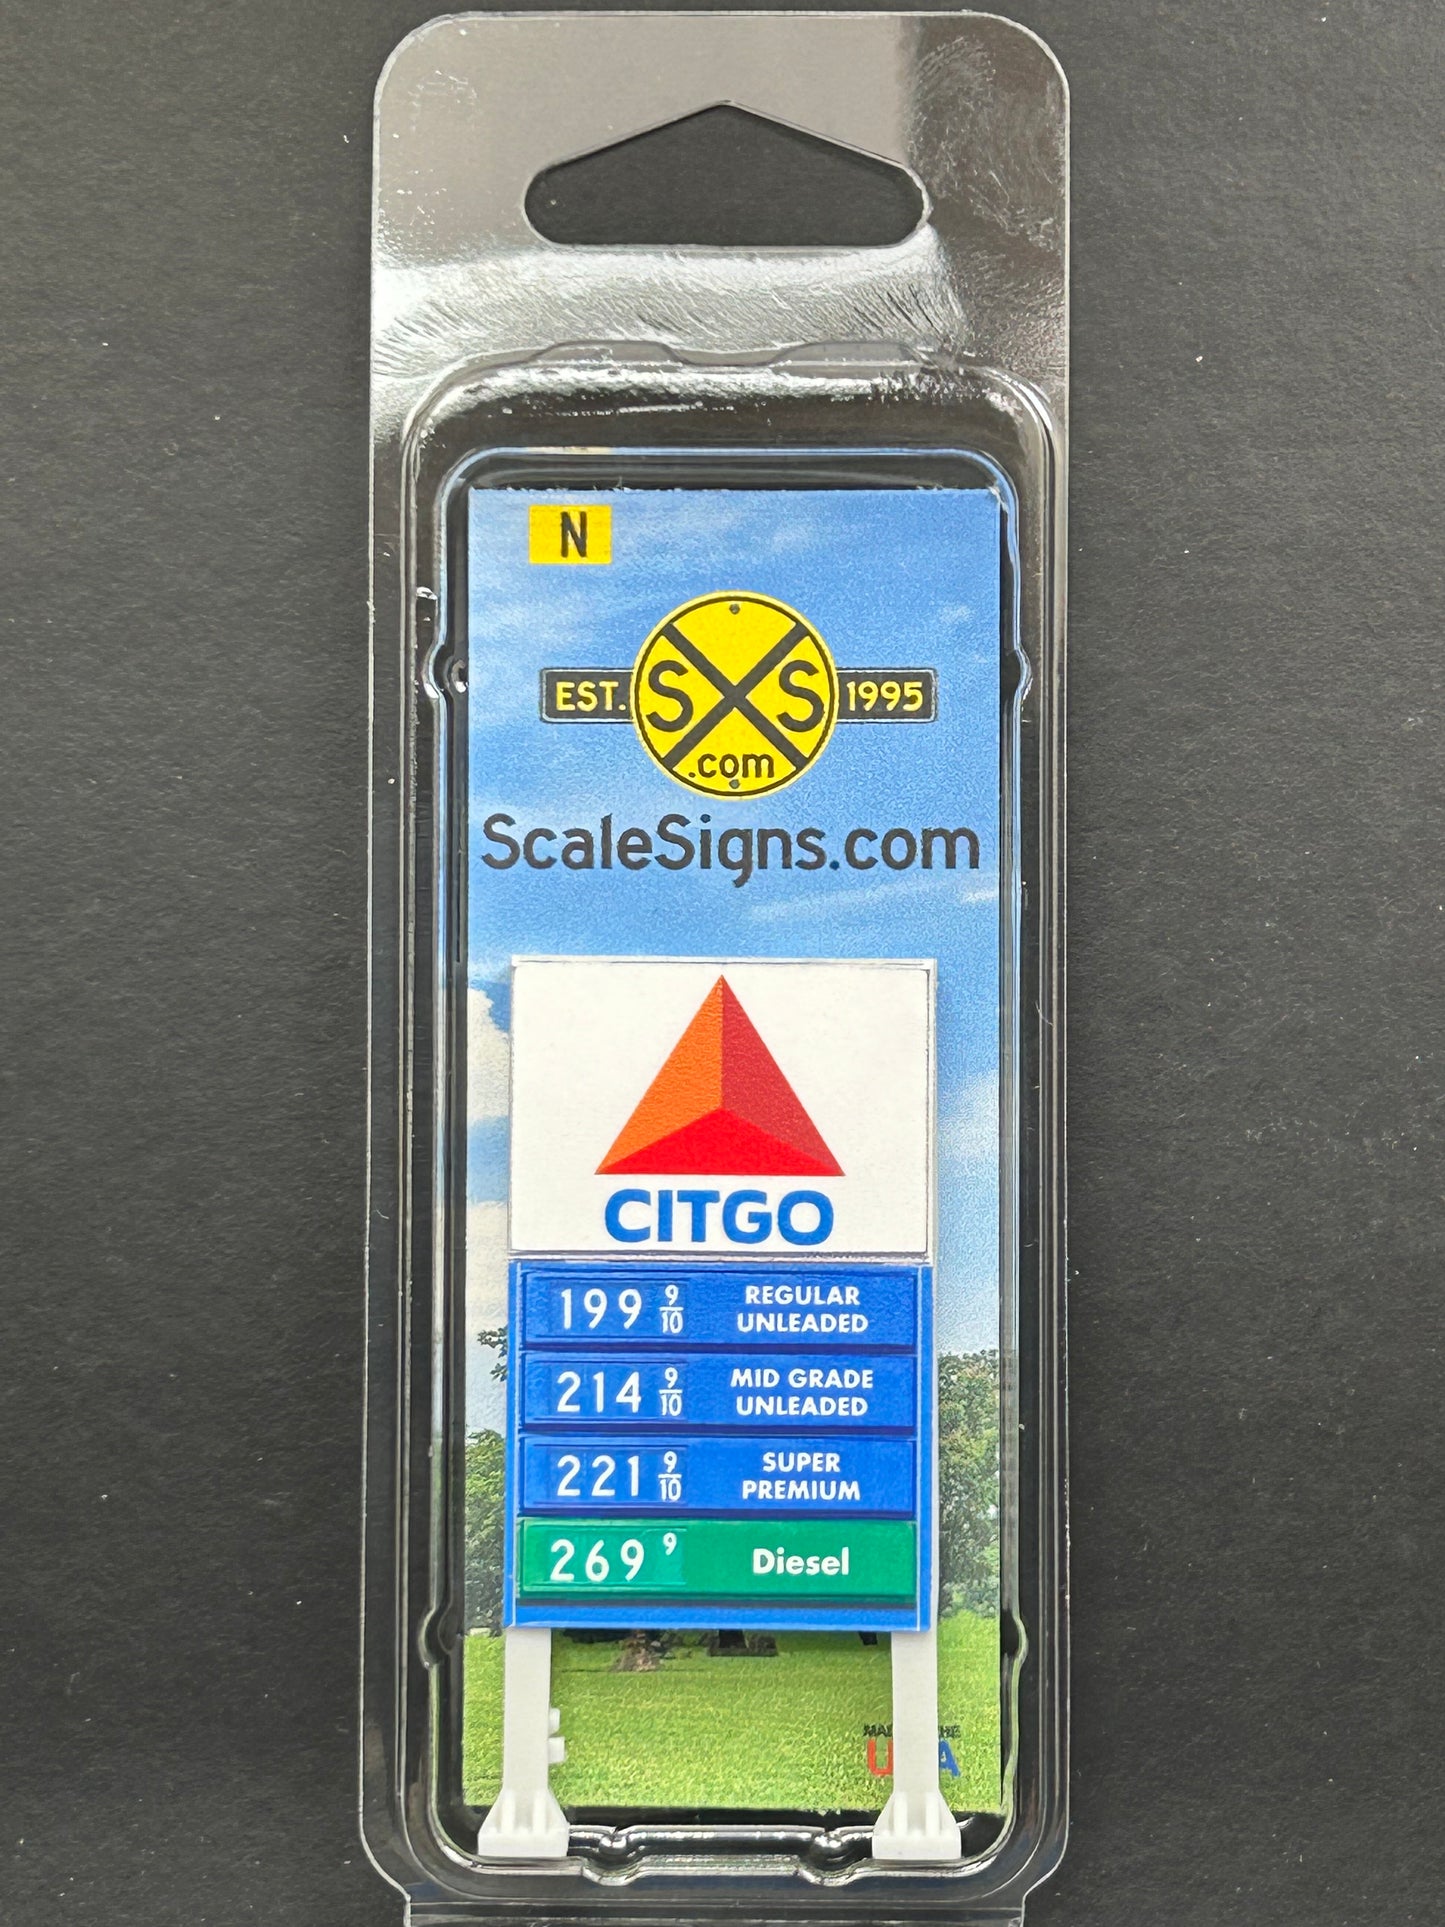 N
EST. SXS 1995
.com
ScaleSigns.com
CITGO
199 9/10 REGULAR UNLEADED
214 9/10 MID GRADE UNLEADED
221 9/10 SUPER PREMIUM
269 9 Diesel